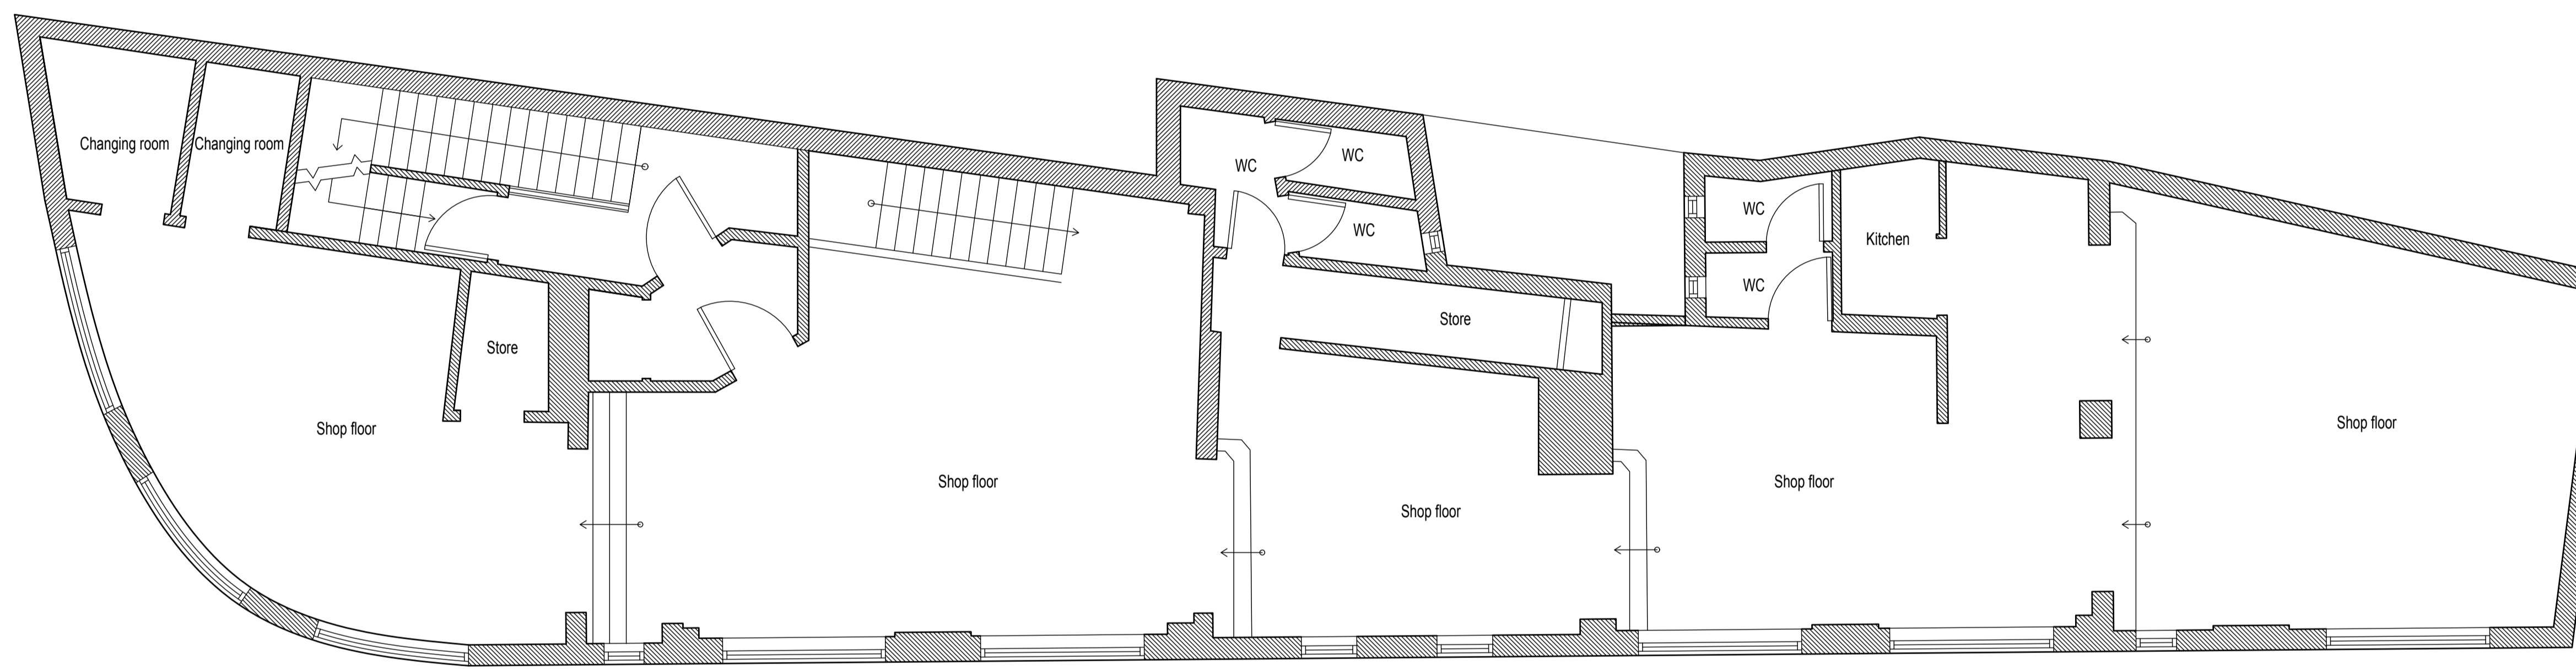 Changing room
Changing room
WC
WC
WC
WC
WC
Kitchen
Store
Store
Shop floor
Shop floor
Shop floor
Shop floor
Shop floor